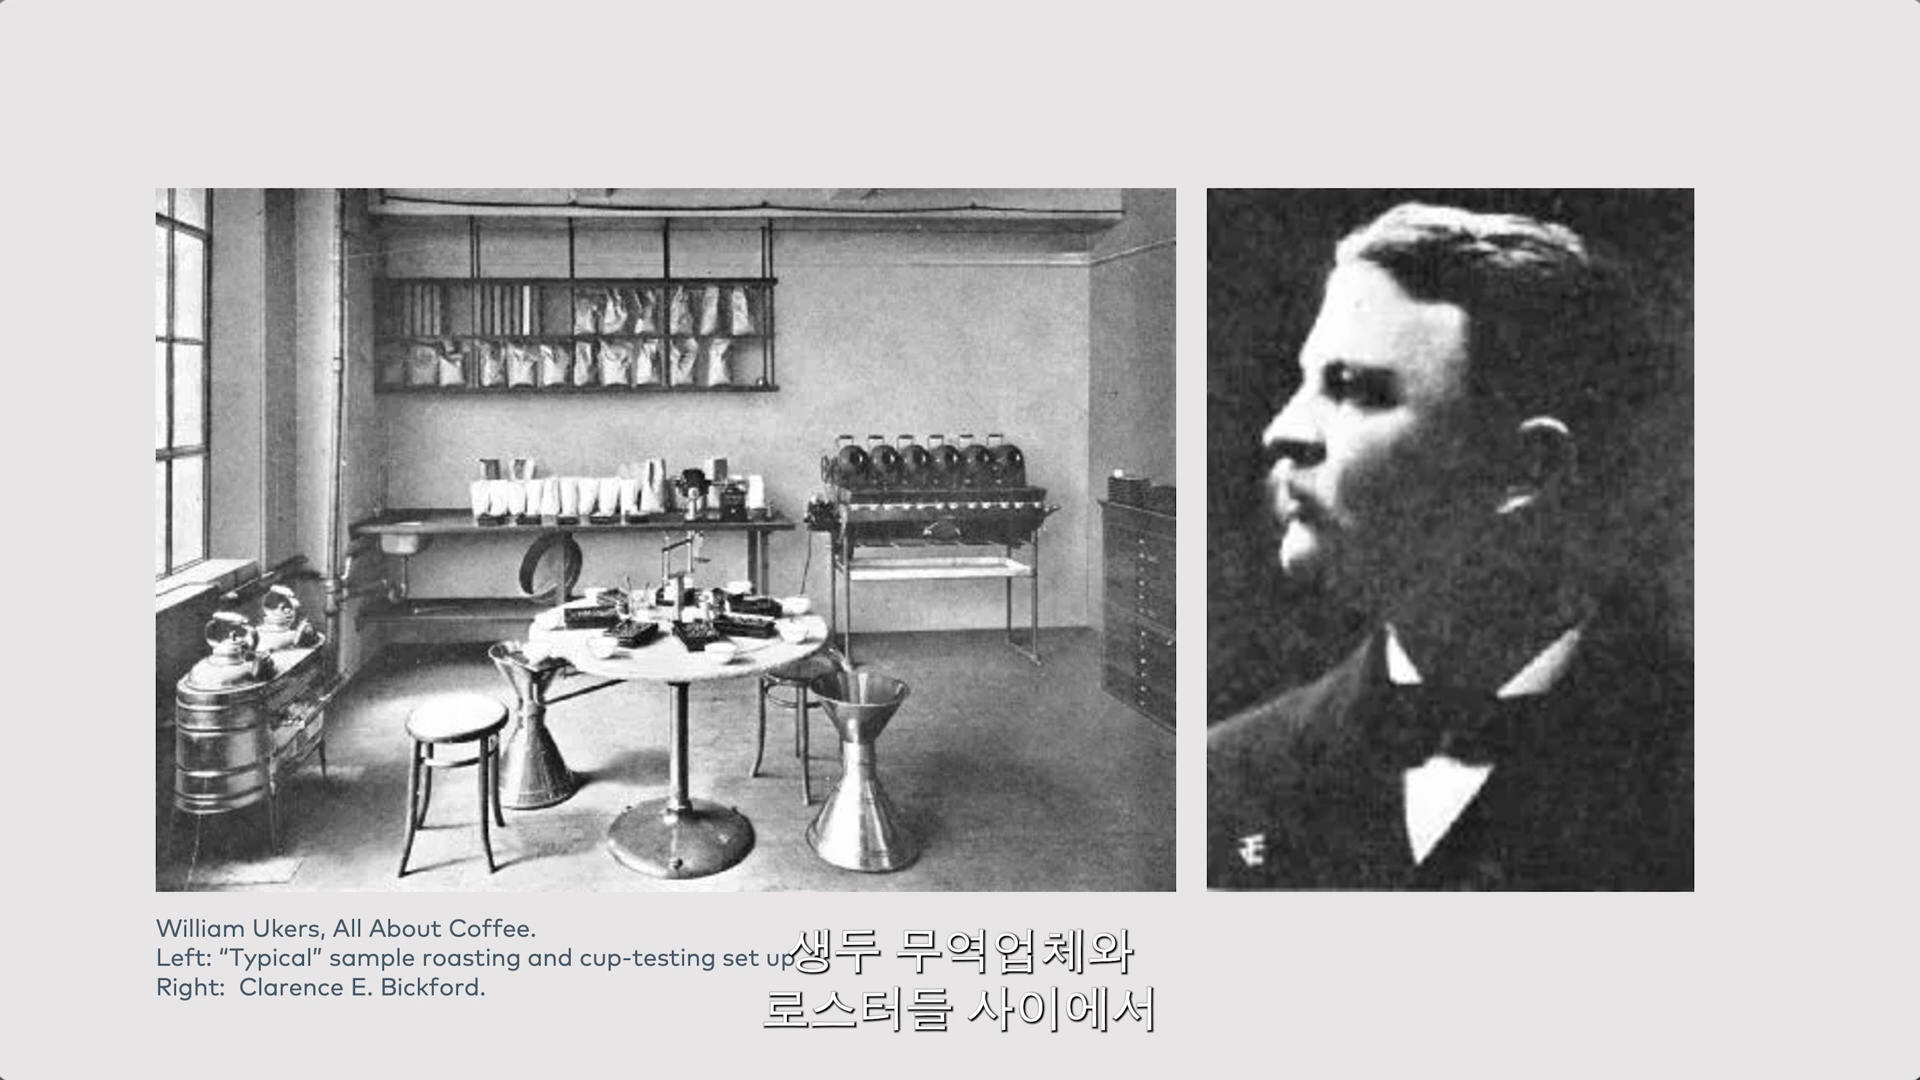 William Ukers, All About Coffee.
Left: “Typical” sample roasting and cup-testing set up
Right:  Clarence E. Bickford.
생두 무역업체와
로스터들 사이에서